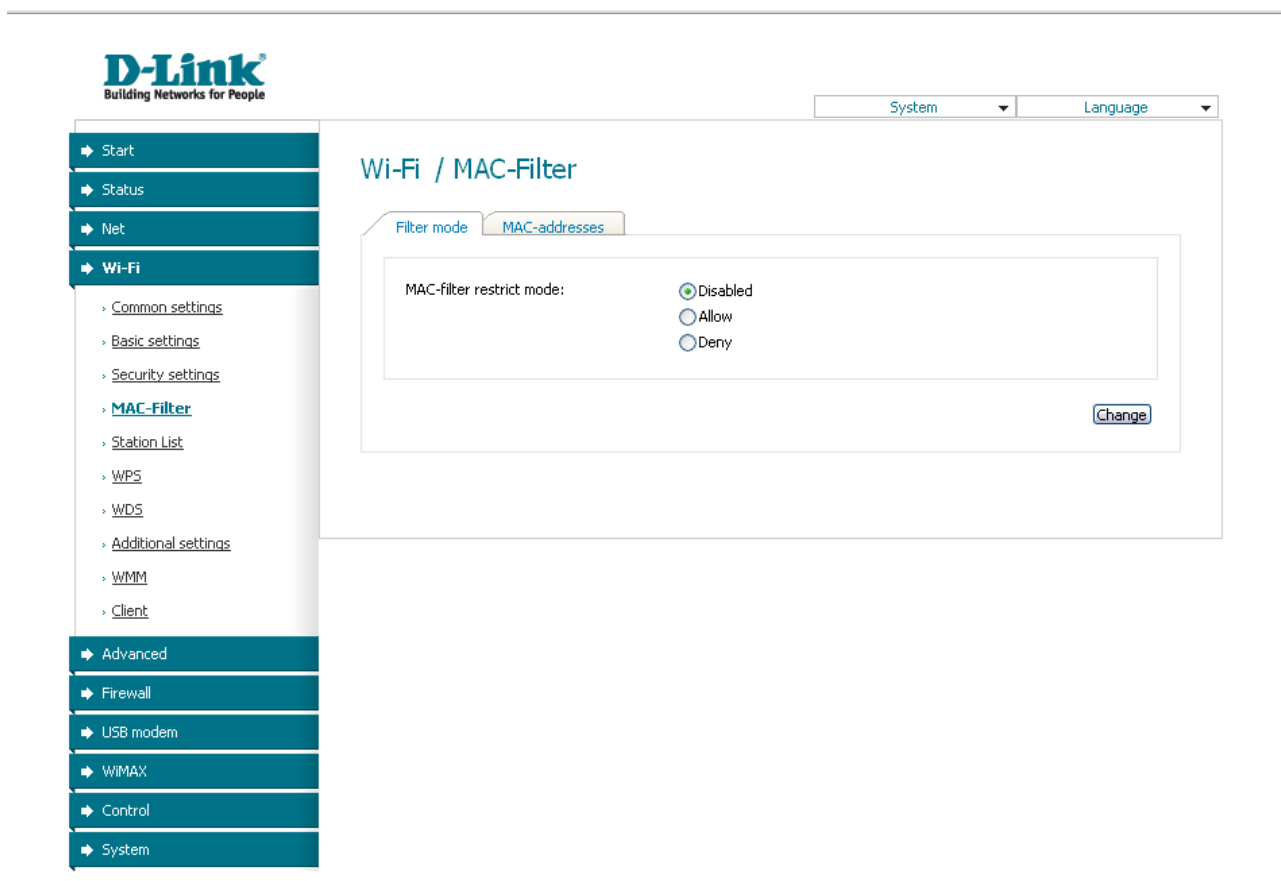 D-Link®
Building Networks for People
System Language
Start
Status
Net
Wi-Fi
Common settings
Basic settings
Security settings
MAC-Filter
Station List
WPS
WDS
Additional settings
WMM
Client
Advanced
Firewall
USB modem
WiMAX
Control
System
Wi-Fi / MAC-Filter
Filter mode MAC-addresses
MAC-filter restrict mode: Disabled
Allow
Deny
Change